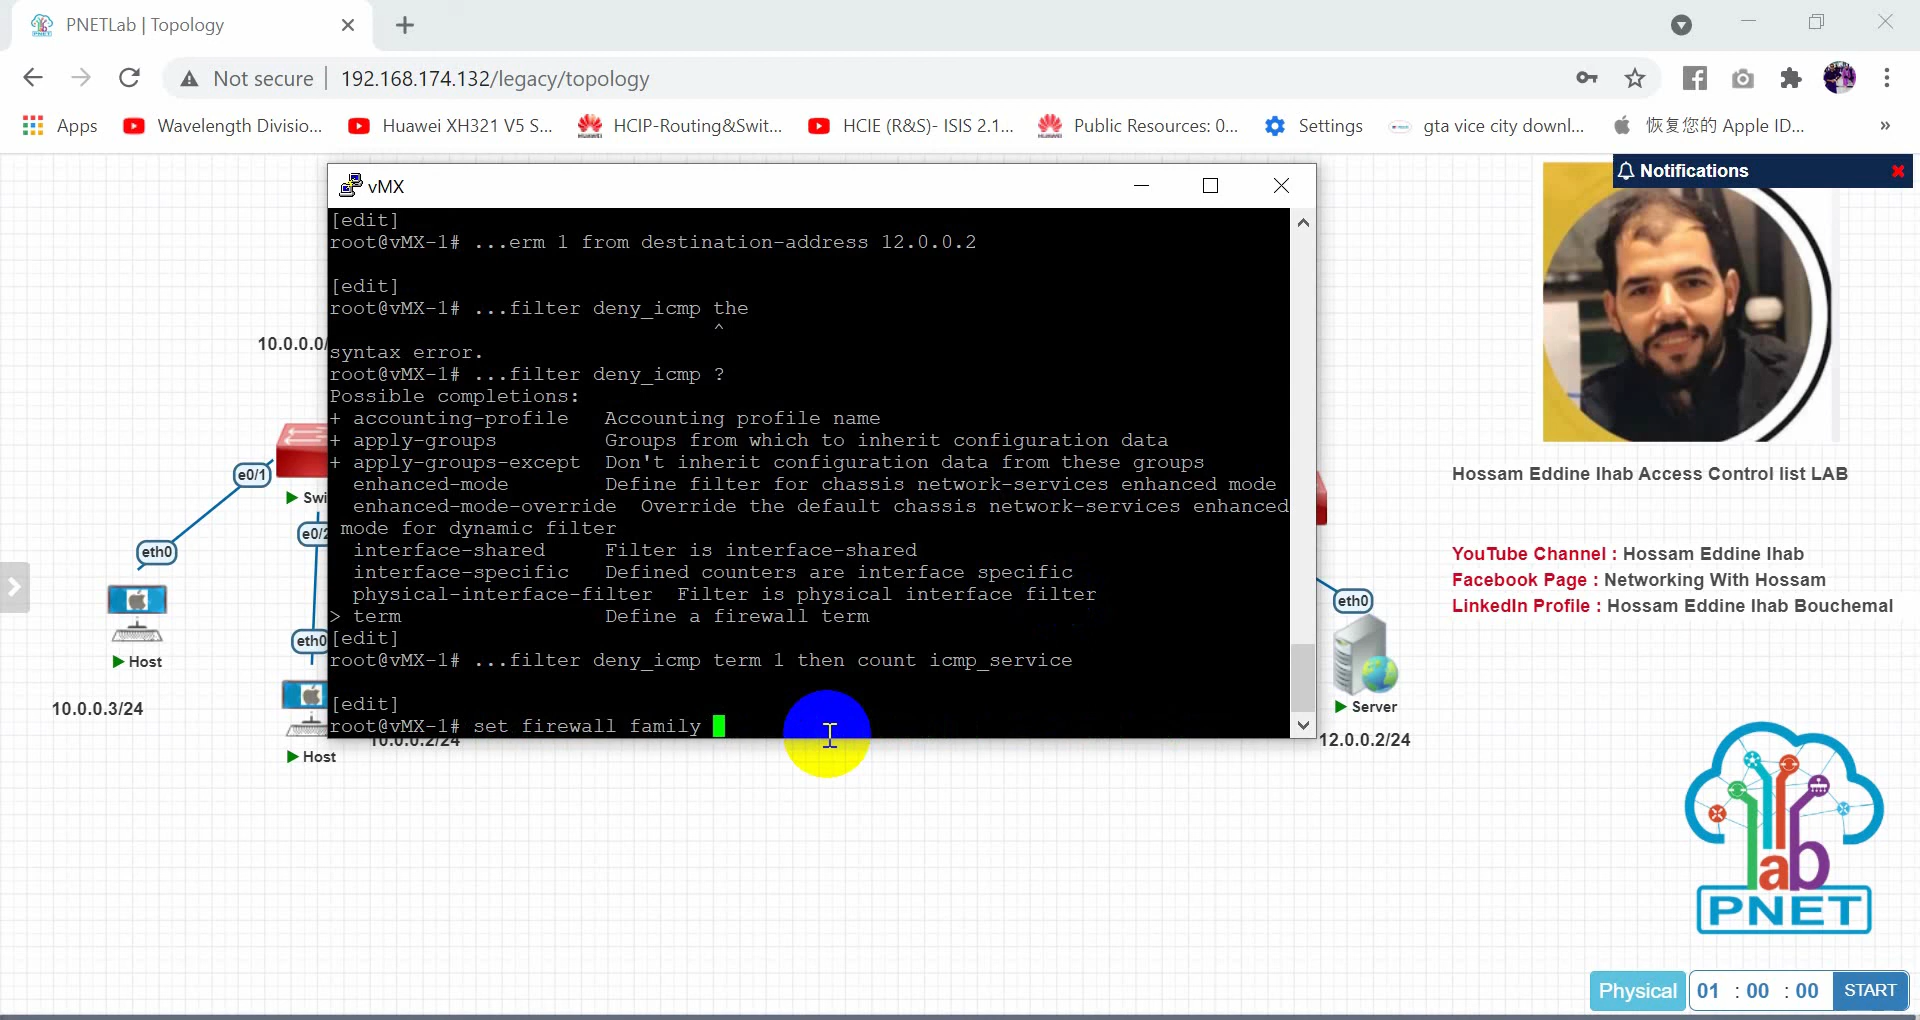 PNETLab | Topology
Not secure | 192.168.174.132/legacy/topology
Apps
Wavelength Divisio...
Huawei XH321 V5 S...
HCIP-Routing&Swit...
HCIE (R&S)- ISIS 2.1...
Public Resources: 0...
Settings
gta vice city downl...
恢复您的 Apple ID...
»
Notifications
vMX
[edit]
root@vMX-1# ...erm 1 from destination-address 12.0.0.2
[edit]
root@vMX-1# ...filter deny_icmp the
^
syntax error.
root@vMX-1# ...filter deny_icmp ?
Possible completions:
+ accounting-profile   Accounting profile name
+ apply-groups         Groups from which to inherit configuration data
+ apply-groups-except  Don't inherit configuration data from these groups
  enhanced-mode        Define filter for chassis network-services enhanced mode
  enhanced-mode-override  Override the default chassis network-services enhanced
 mode for dynamic filter
  interface-shared     Filter is interface-shared
  interface-specific   Defined counters are interface specific
  physical-interface-filter  Filter is physical interface filter
> term                 Define a firewall term
[edit]
root@vMX-1# ...filter deny_icmp term 1 then count icmp_service
[edit]
root@vMX-1# set firewall family
10.0.0.0/
e0/1
Swi
e0/2
eth0
eth0
Host
10.0.0.3/24
10.0.0.2/24
Host
eth0
Server
12.0.0.2/24
Hossam Eddine Ihab Access Control list LAB
YouTube Channel : Hossam Eddine Ihab
Facebook Page : Networking With Hossam
LinkedIn Profile : Hossam Eddine Ihab Bouchemal
lab
PNET
Physical
01 : 00 : 00
START